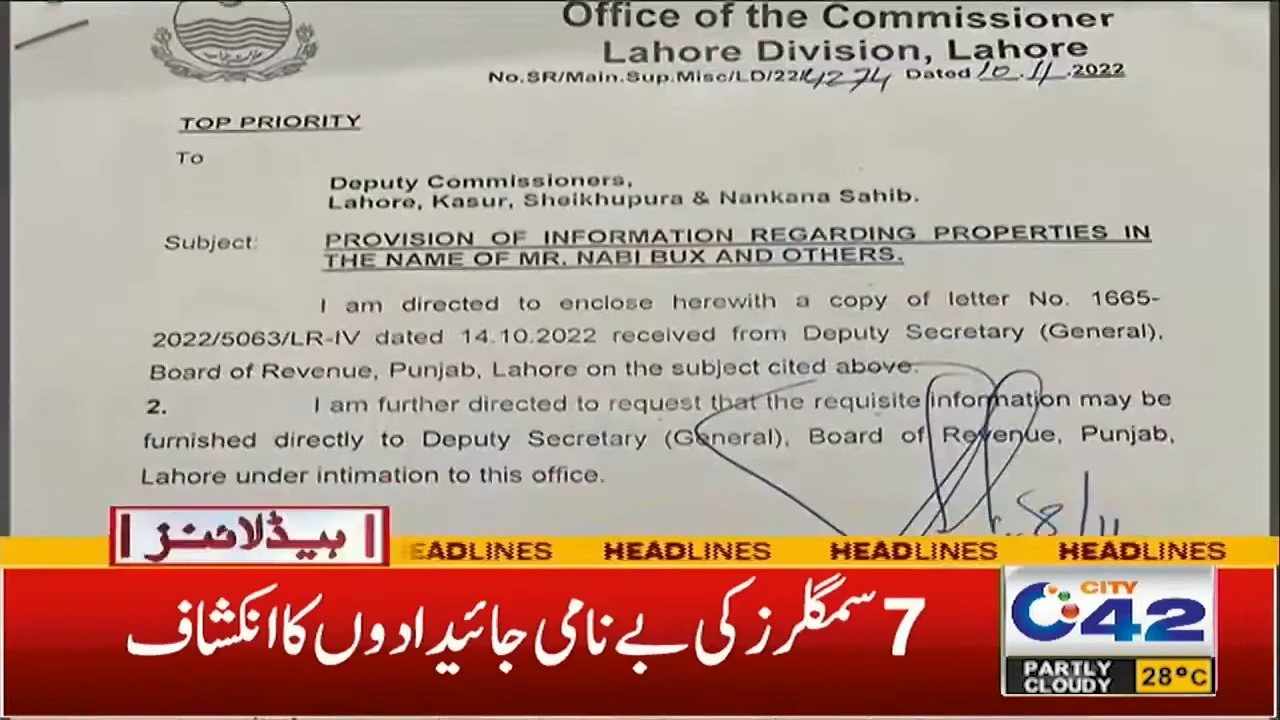 Office of the Commissioner
Lahore Division, Lahore
No.SR/Main.Sup.Misc/LD/22/4274 Dated 10.11.2022
TOP PRIORITY
To
Deputy Commissioners,
Lahore, Kasur, Sheikhupura & Nankana Sahib.
Subject: PROVISION OF INFORMATION REGARDING PROPERTIES IN
THE NAME OF MR. NABI BUX AND OTHERS.
I am directed to enclose herewith a copy of letter No. 1665-
2022/5063/LR-IV dated 14.10.2022 received from Deputy Secretary (General),
Board of Revenue, Punjab, Lahore on the subject cited above.
2. I am further directed to request that the requisite information may be
furnished directly to Deputy Secretary (General), Board of Revenue, Punjab,
Lahore under intimation to this office.
8/11
ہیڈلائنز
EADLINES HEADLINES HEADLINES HEADLINES
7 سمگلرز کی بے نامی جائیدادوں کا انکشاف
CITY
42
PARTLY
CLOUDY
28°C